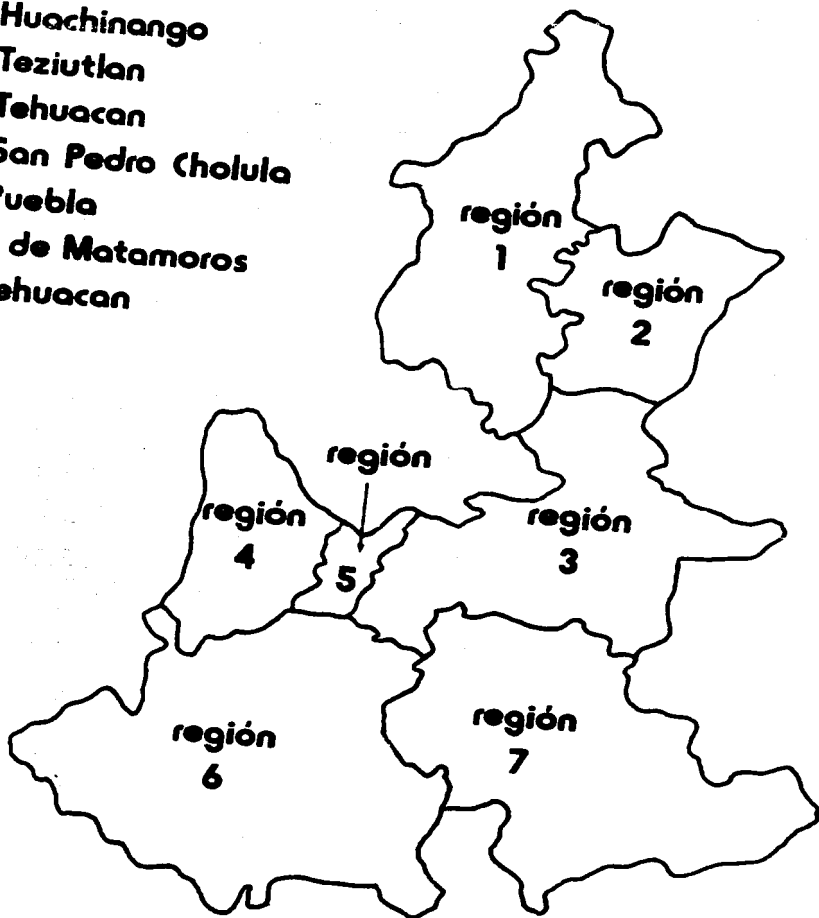 Huachinango
Teziutlan
Tehuacan
San Pedro Cholula
Puebla
de Matamoros
Tehuacan
región
1
región
2
región
región
4
región
3
5
región
6
región
7